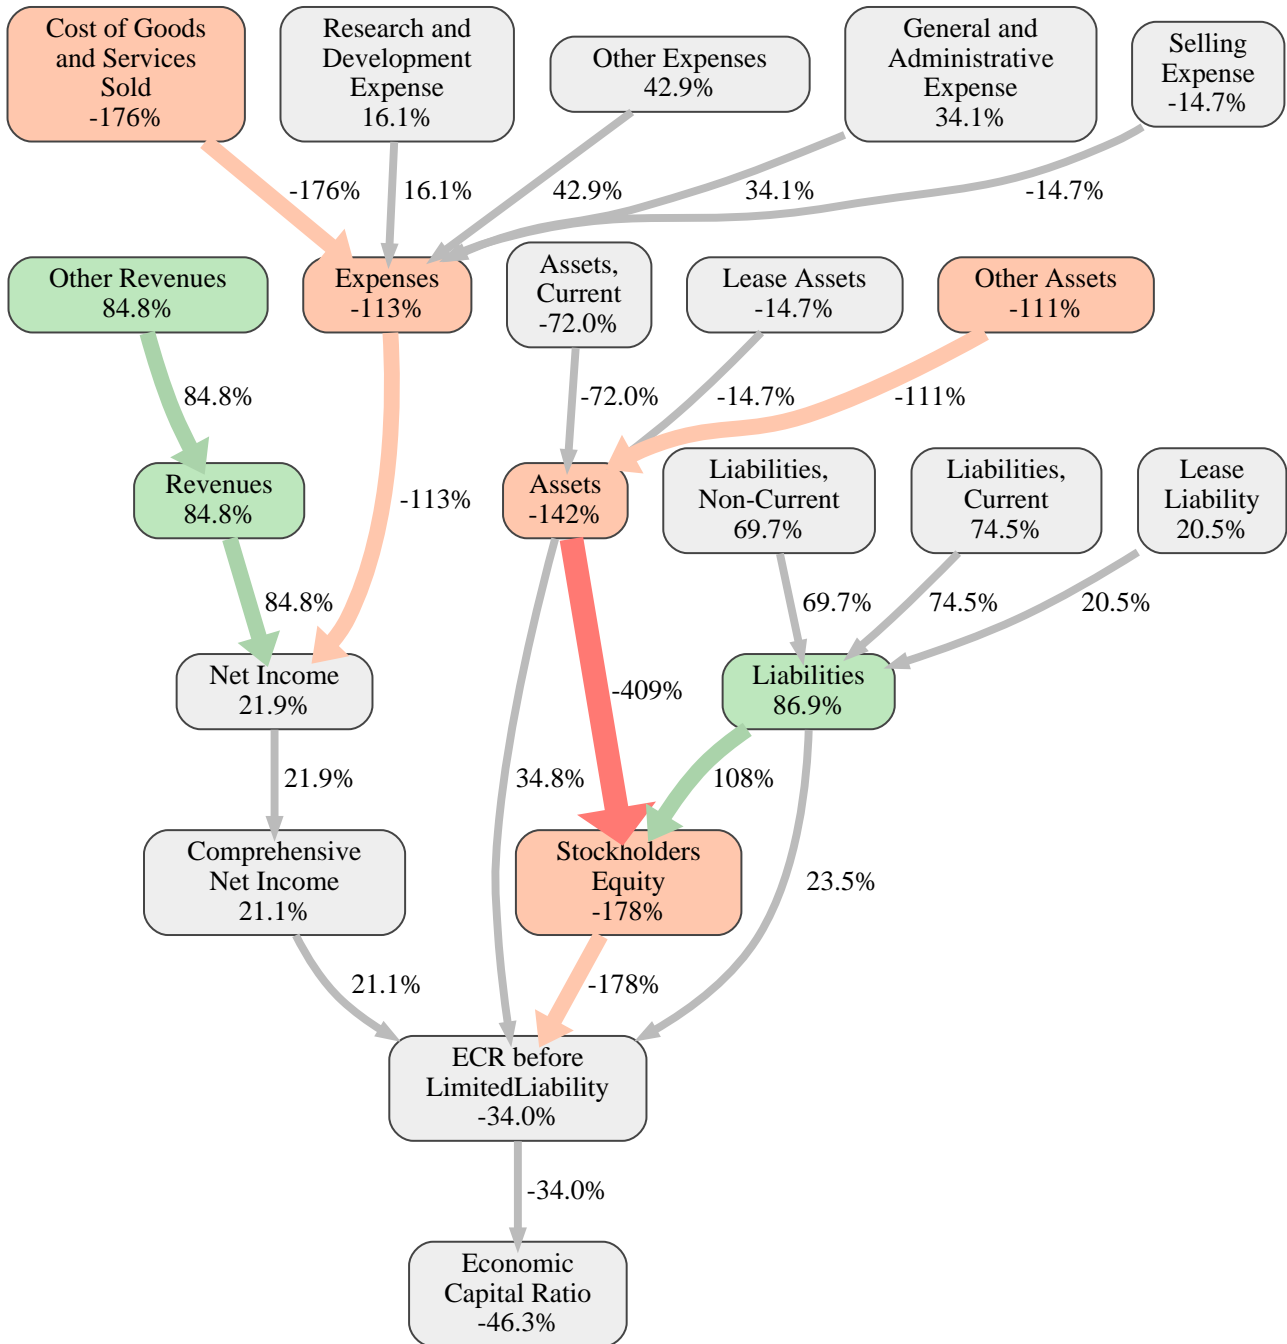 Cost of Goods
and Services
Sold
-176%
Research and
Development
Expense
16.1%
Other Expenses
42.9%
General and
Administrative
Expense
34.1%
Selling
Expense
-14.7%
-176%
16.1%
42.9%
34.1%
-14.7%
Other Revenues
84.8%
Expenses
-113%
Assets,
Current
-72.0%
Lease Assets
-14.7%
Other Assets
-111%
84.8%
-113%
-72.0%
-14.7%
-111%
Revenues
84.8%
Assets
-142%
Liabilities,
Non-Current
69.7%
Liabilities,
Current
74.5%
Lease
Liability
20.5%
84.8%
-409%
69.7%
74.5%
20.5%
Net Income
21.9%
Liabilities
86.9%
21.9%
34.8%
108%
23.5%
Comprehensive
Net Income
21.1%
Stockholders
Equity
-178%
21.1%
-178%
ECR before
LimitedLiability
-34.0%
-34.0%
Economic
Capital Ratio
-46.3%